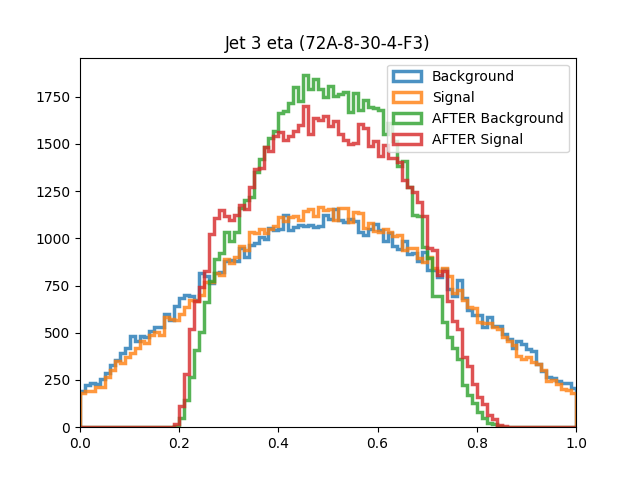 Jet 3 eta (72A-8-30-4-F3)
Background
Signal
AFTER Background
AFTER Signal
1750
1500
1250
1000
750
500
250
0
0.0 0.2 0.4 0.6 0.8 1.0